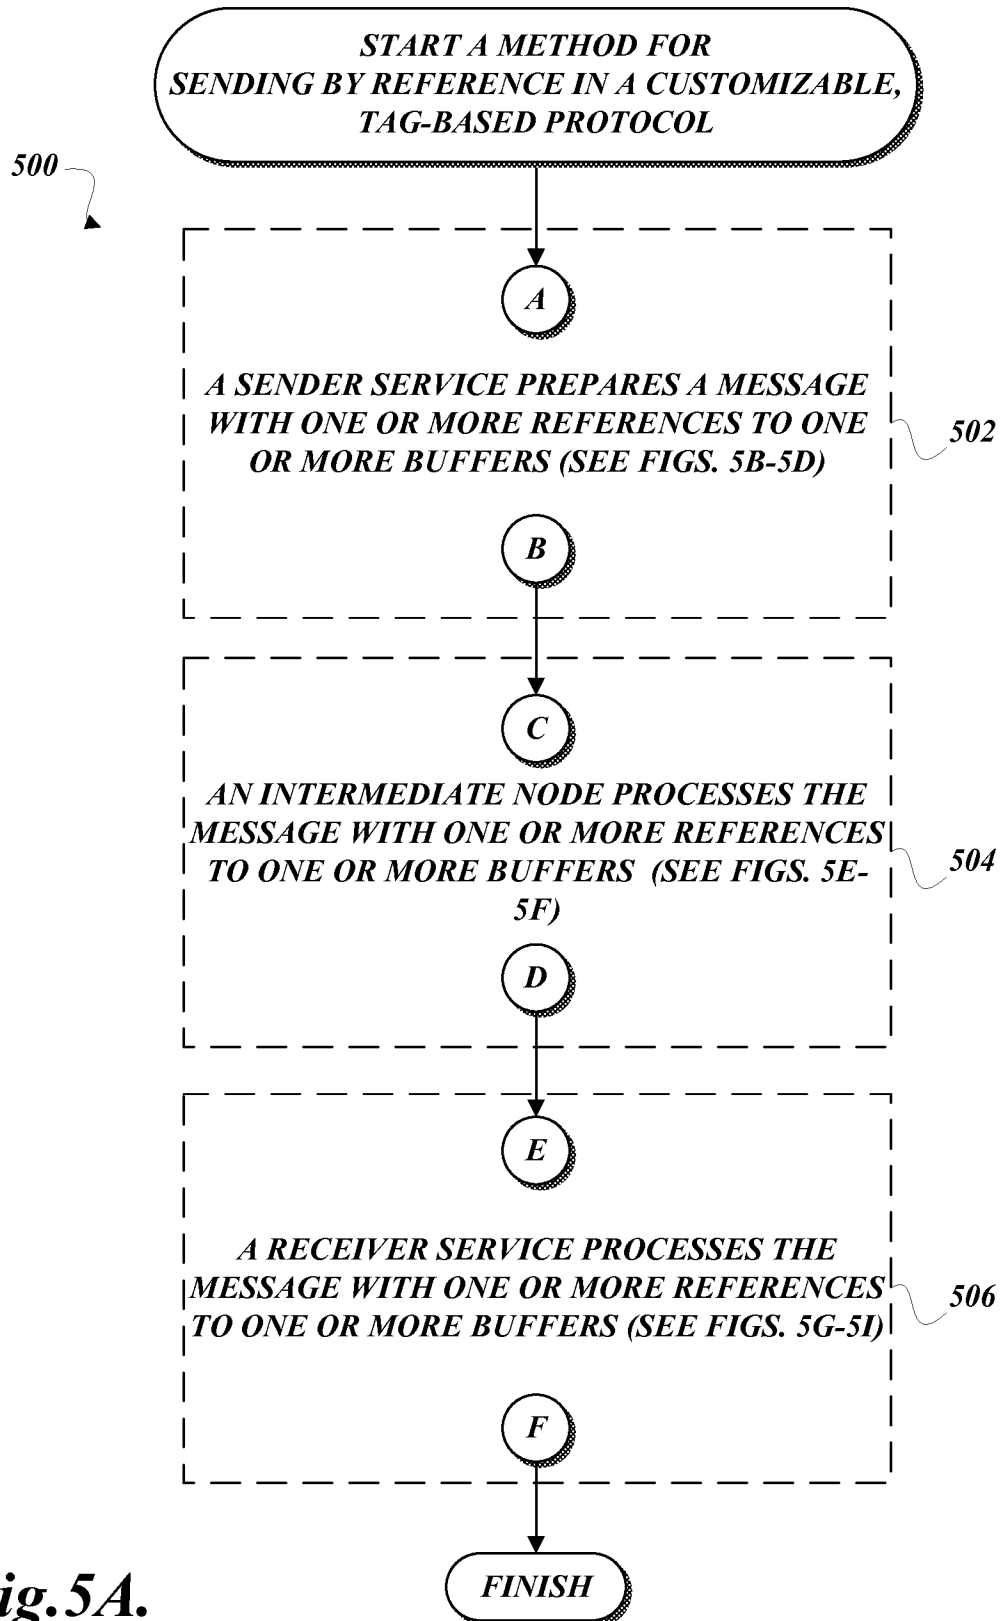 START A METHOD FOR
SENDING BY REFERENCE IN A CUSTOMIZABLE,
TAG-BASED PROTOCOL
500
A
A SENDER SERVICE PREPARES A MESSAGE
WITH ONE OR MORE REFERENCES TO ONE
OR MORE BUFFERS (SEE FIGS. 5B-5D)
502
B
C
AN INTERMEDIATE NODE PROCESSES THE
MESSAGE WITH ONE OR MORE REFERENCES
TO ONE OR MORE BUFFERS (SEE FIGS. 5E-
5F)
504
D
E
A RECEIVER SERVICE PROCESSES THE
MESSAGE WITH ONE OR MORE REFERENCES
TO ONE OR MORE BUFFERS (SEE FIGS. 5G-5I)
506
F
FINISH
ig.5A.